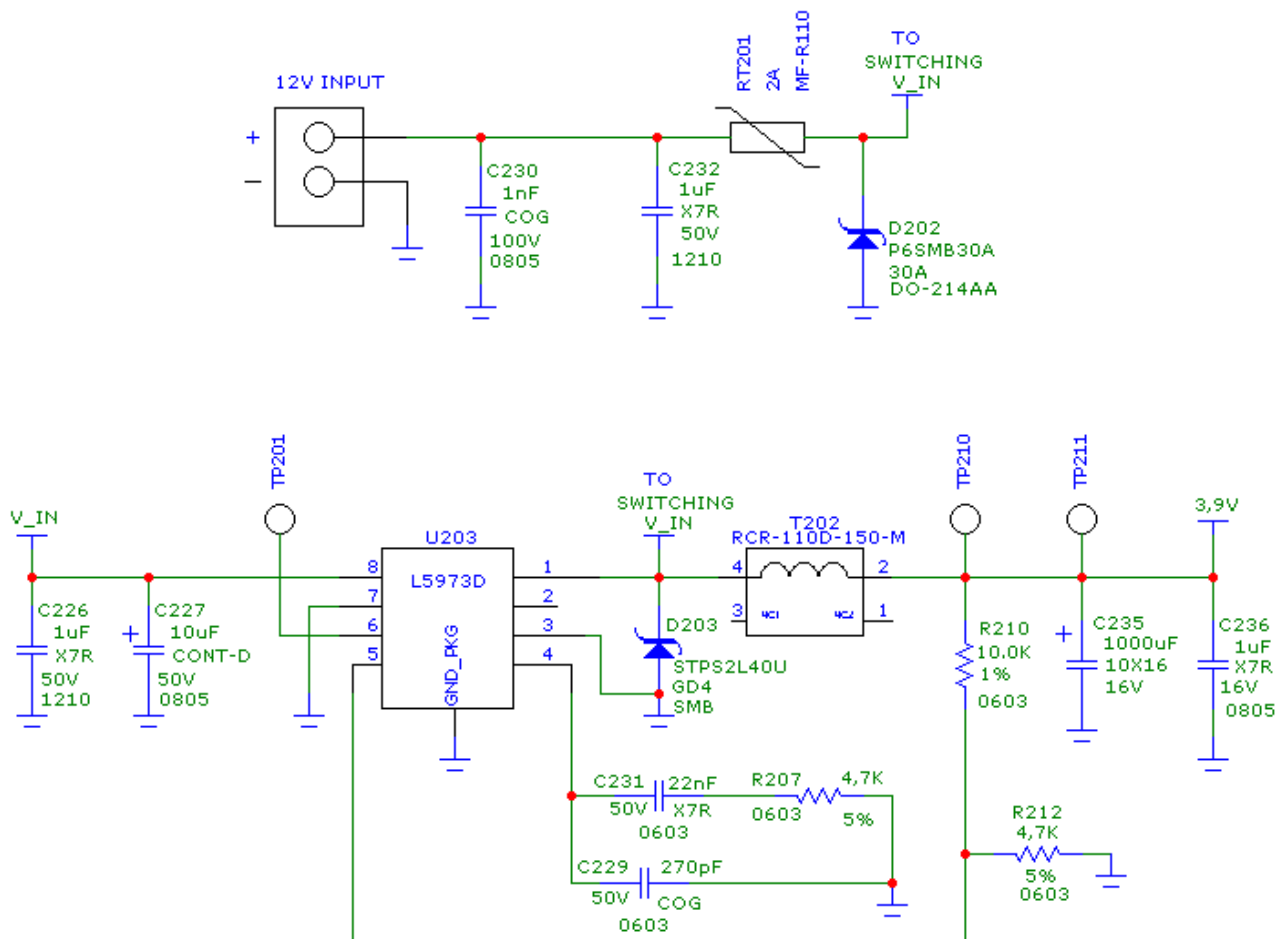 12V INPUT
+
−
C230
1nF
COG
100V
0805
C232
1uF
X7R
50V
1210
RT201
2A
MF-R110
TO
SWITCHING
V_IN
D202
P6SMB30A
30A
DO-214AA
V_IN
C226
1uF
X7R
50V
1210
+
C227
10uF
CONT-D
50V
0805
TP201
U203
L5973D
GND_PKG
8
7
6
5
1
2
3
4
TO
SWITCHING
V_IN
D203
STPS2L40U
GD4
SMB
T202
RCR-110D-150-M
4
3
2
1
NC1
NC2
TP210
TP211
3,9V
R210
10.0K
1%
0603
+
C235
1000uF
10X16
16V
C236
1uF
X7R
16V
0805
C231
22nF
50V
X7R
0603
R207
4,7K
0603
5%
C229
270pF
50V
COG
0603
R212
4,7K
5%
0603